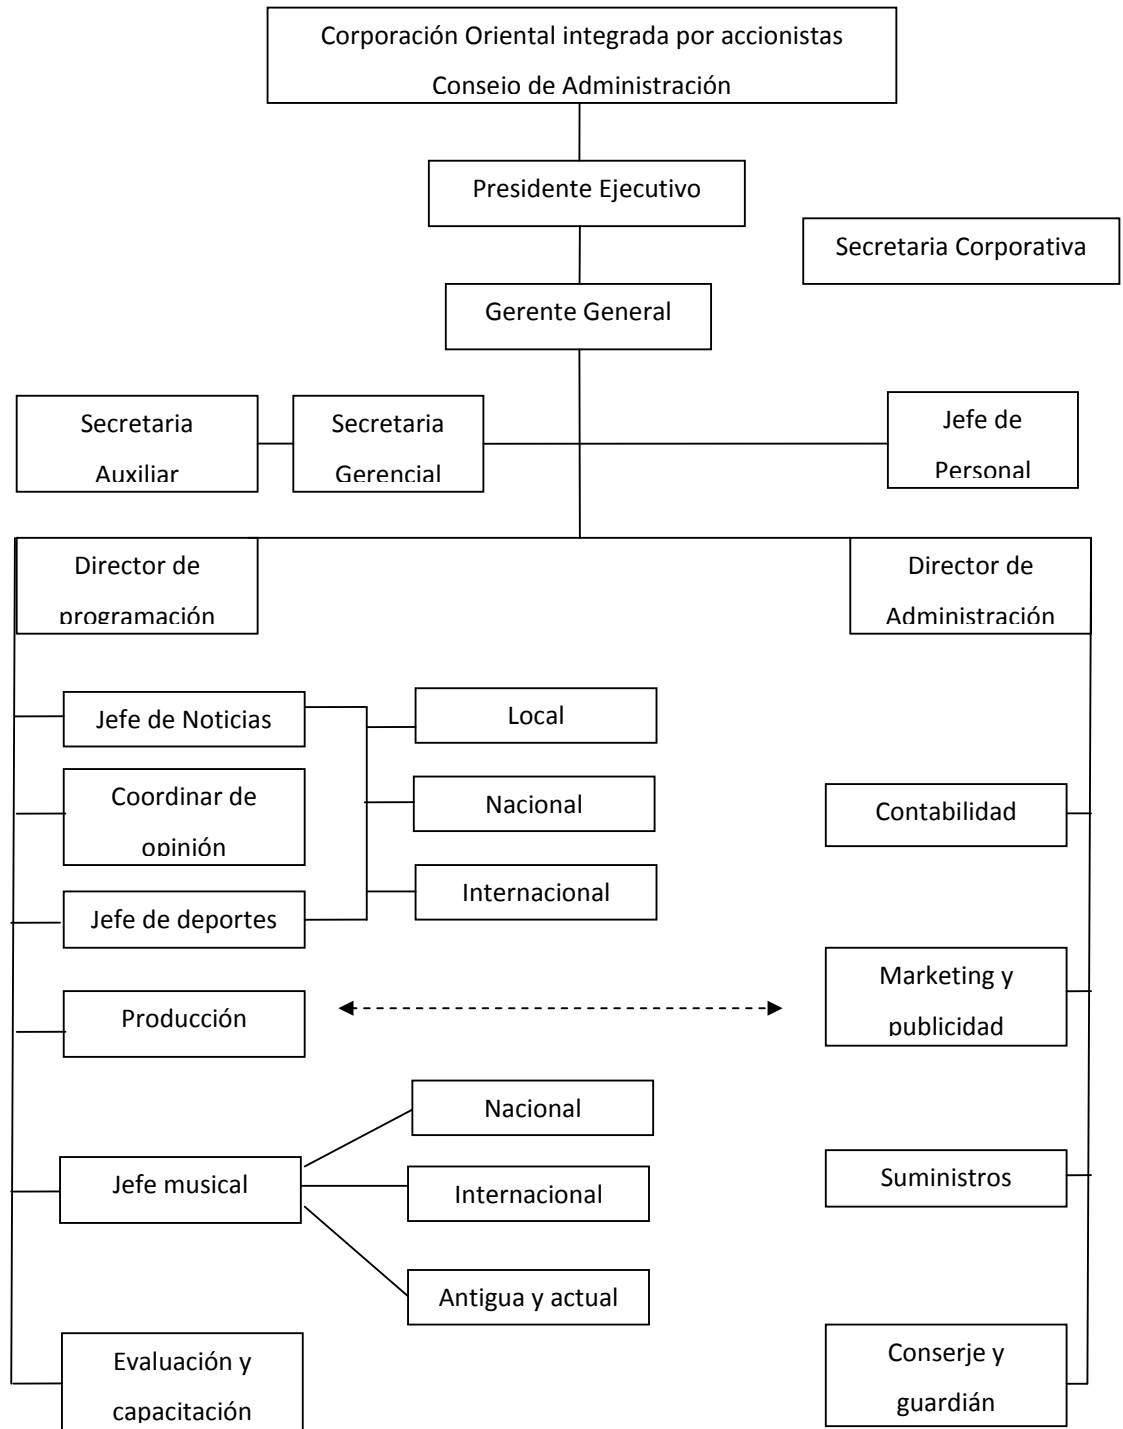 Corporación Oriental integrada por accionistas
Consejo de Administración
Presidente Ejecutivo
Secretaria Corporativa
Gerente General
Secretaria
Auxiliar
Secretaria
Gerencial
Jefe de
Personal
Director de
programación
Director de
Administración
Jefe de Noticias
Local
Coordinar de
opinión
Nacional
Contabilidad
Jefe de deportes
Internacional
Producción
Marketing y
publicidad
Nacional
Jefe musical
Internacional
Suministros
Antigua y actual
Evaluación y
capacitación
Conserje y
guardián